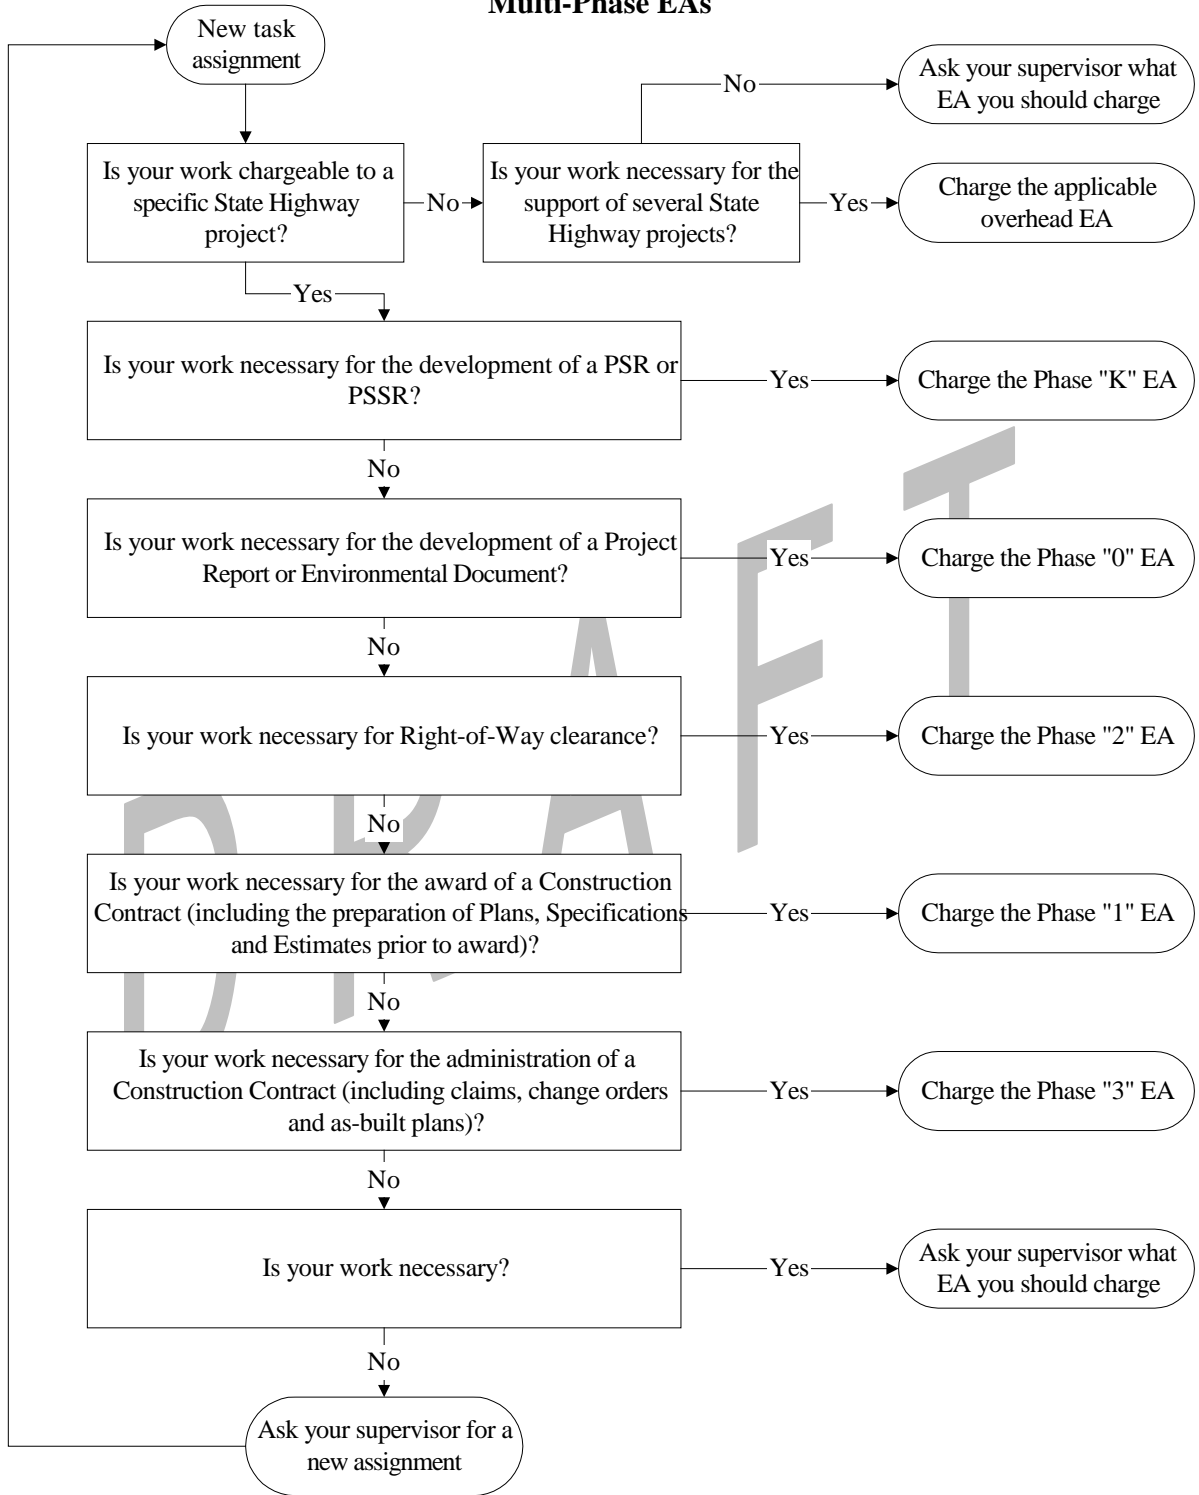 Multi-Phase EAs
New task
assignment
No
Ask your supervisor what
EA you should charge
Is your work chargeable to a
specific State Highway
project?
No
Is your work necessary for the
support of several State
Highway projects?
Yes
Charge the applicable
overhead EA
Yes
Is your work necessary for the development of a PSR or
PSSR?
Yes
Charge the Phase "K" EA
No
Is your work necessary for the development of a Project
Report or Environmental Document?
Yes
Charge the Phase "0" EA
No
Is your work necessary for Right-of-Way clearance?
Yes
Charge the Phase "2" EA
No
Is your work necessary for the award of a Construction
Contract (including the preparation of Plans, Specifications
and Estimates prior to award)?
Yes
Charge the Phase "1" EA
No
Is your work necessary for the administration of a
Construction Contract (including claims, change orders
and as-built plans)?
Yes
Charge the Phase "3" EA
No
Is your work necessary?
Yes
Ask your supervisor what
EA you should charge
No
Ask your supervisor for a
new assignment
DRAFT